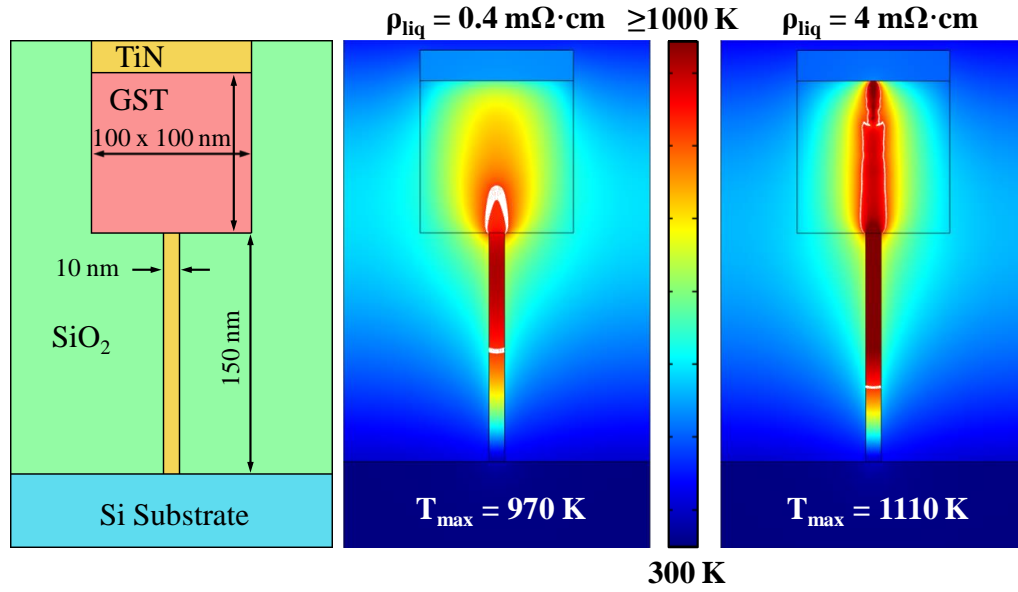 ρliq = 0.4 mΩ·cm
≥1000 K
ρliq = 4 mΩ·cm
TiN
GST
100 x 100 nm
10 nm
150 nm
SiO2
Si Substrate
Tmax = 970 K
Tmax = 1110 K
300 K